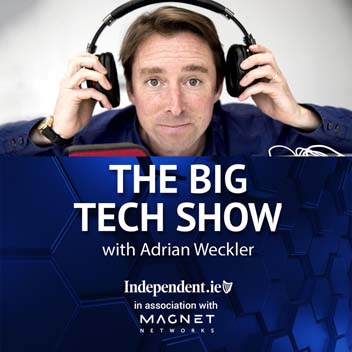 THE BIG
TECH SHOW
with Adrian Weckler
Independent.ie
in association with
MAGNET
NETWORKS